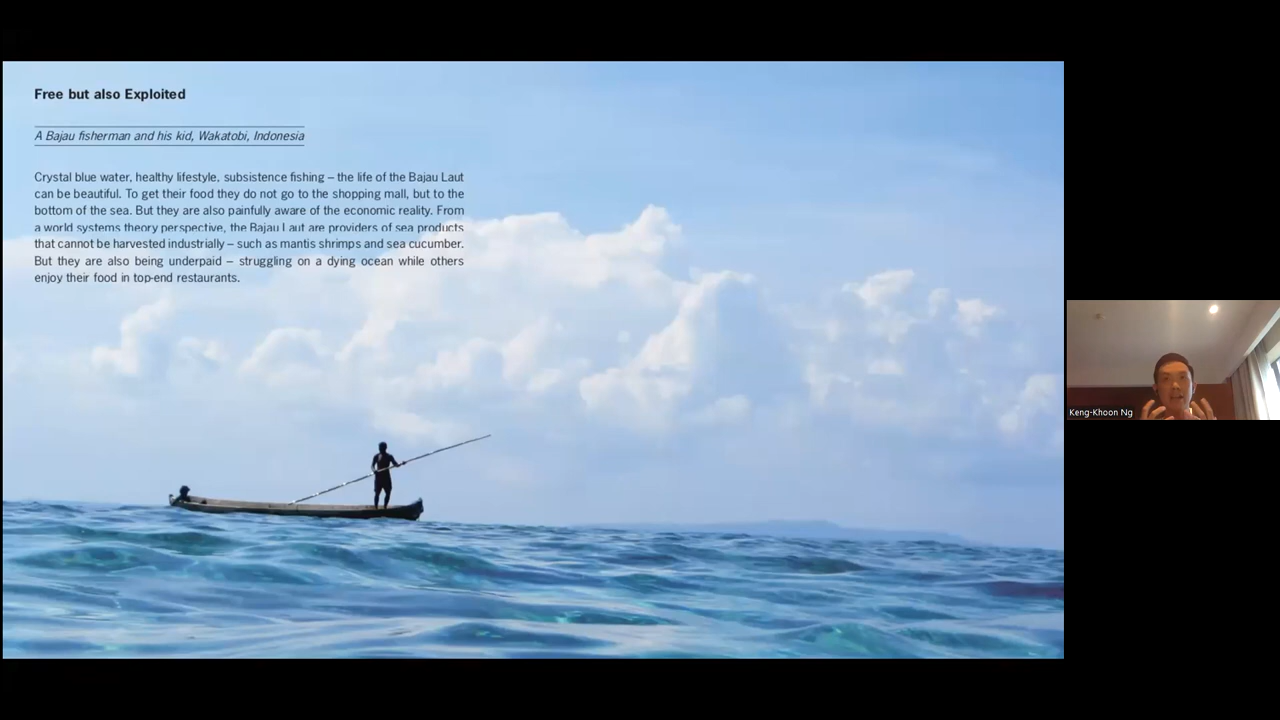 Free but also Exploited
A Bajau fisherman and his kid, Wakatobi, Indonesia
Crystal blue water, healthy lifestyle, subsistence fishing – the life of the Bajau Laut
can be beautiful. To get their food they do not go to the shopping mall, but to the
bottom of the sea. But they are also painfully aware of the economic reality. From
a world systems theory perspective, the Bajau Laut are providers of sea products
that cannot be harvested industrially – such as mantis shrimps and sea cucumber.
But they are also being underpaid – struggling on a dying ocean while others
enjoy their food in top-end restaurants.
Keng-Khoon Ng